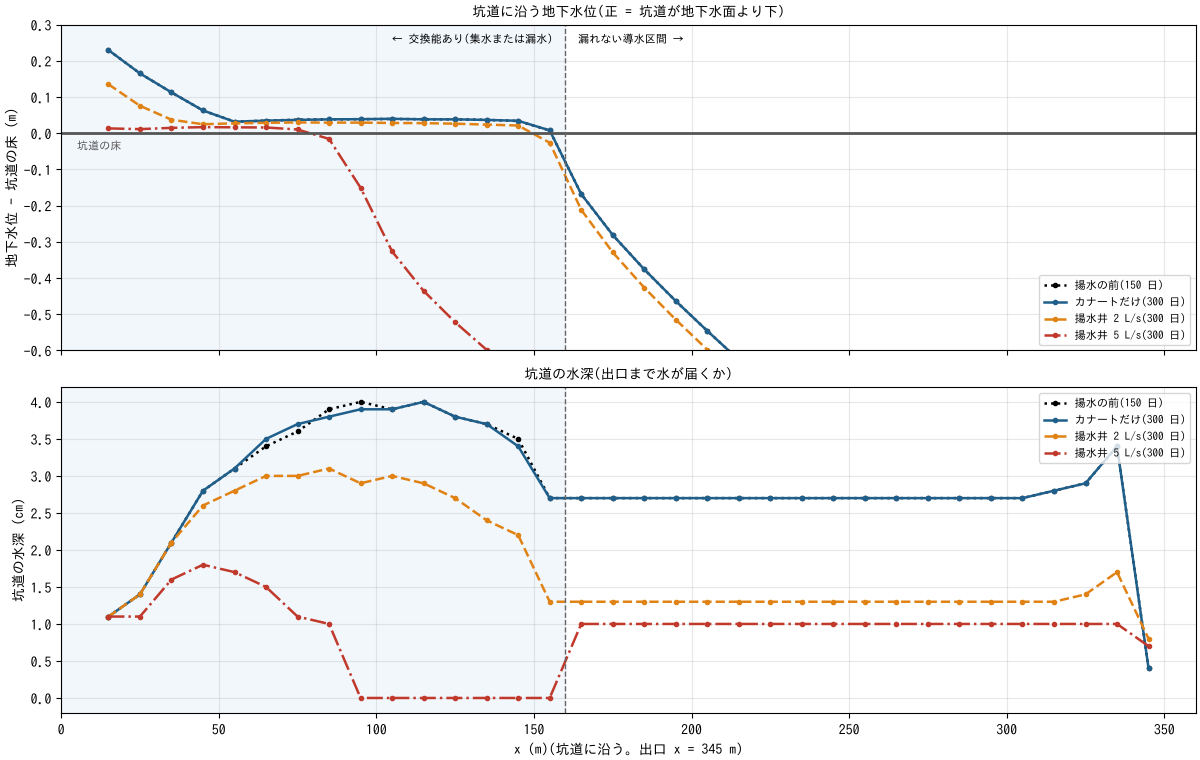 坑道に沿う地下水位(正 = 坑道が地下水面より下)
地下水位 - 坑道の床 (m)
0.3
0.2
0.1
0.0
-0.1
-0.2
-0.3
-0.4
-0.5
-0.6
← 交換能あり(集水または漏水)
漏れない導水区間 →
坑道の床
揚水の前(150 日)
カナートだけ(300 日)
揚水井 2 L/s(300 日)
揚水井 5 L/s(300 日)
坑道の水深(出口まで水が届くか)
坑道の水深 (cm)
4.0
3.5
3.0
2.5
2.0
1.5
1.0
0.5
0.0
揚水の前(150 日)
カナートだけ(300 日)
揚水井 2 L/s(300 日)
揚水井 5 L/s(300 日)
0
50
100
150
200
250
300
350
x (m)(坑道に沿う。出口 x = 345 m)